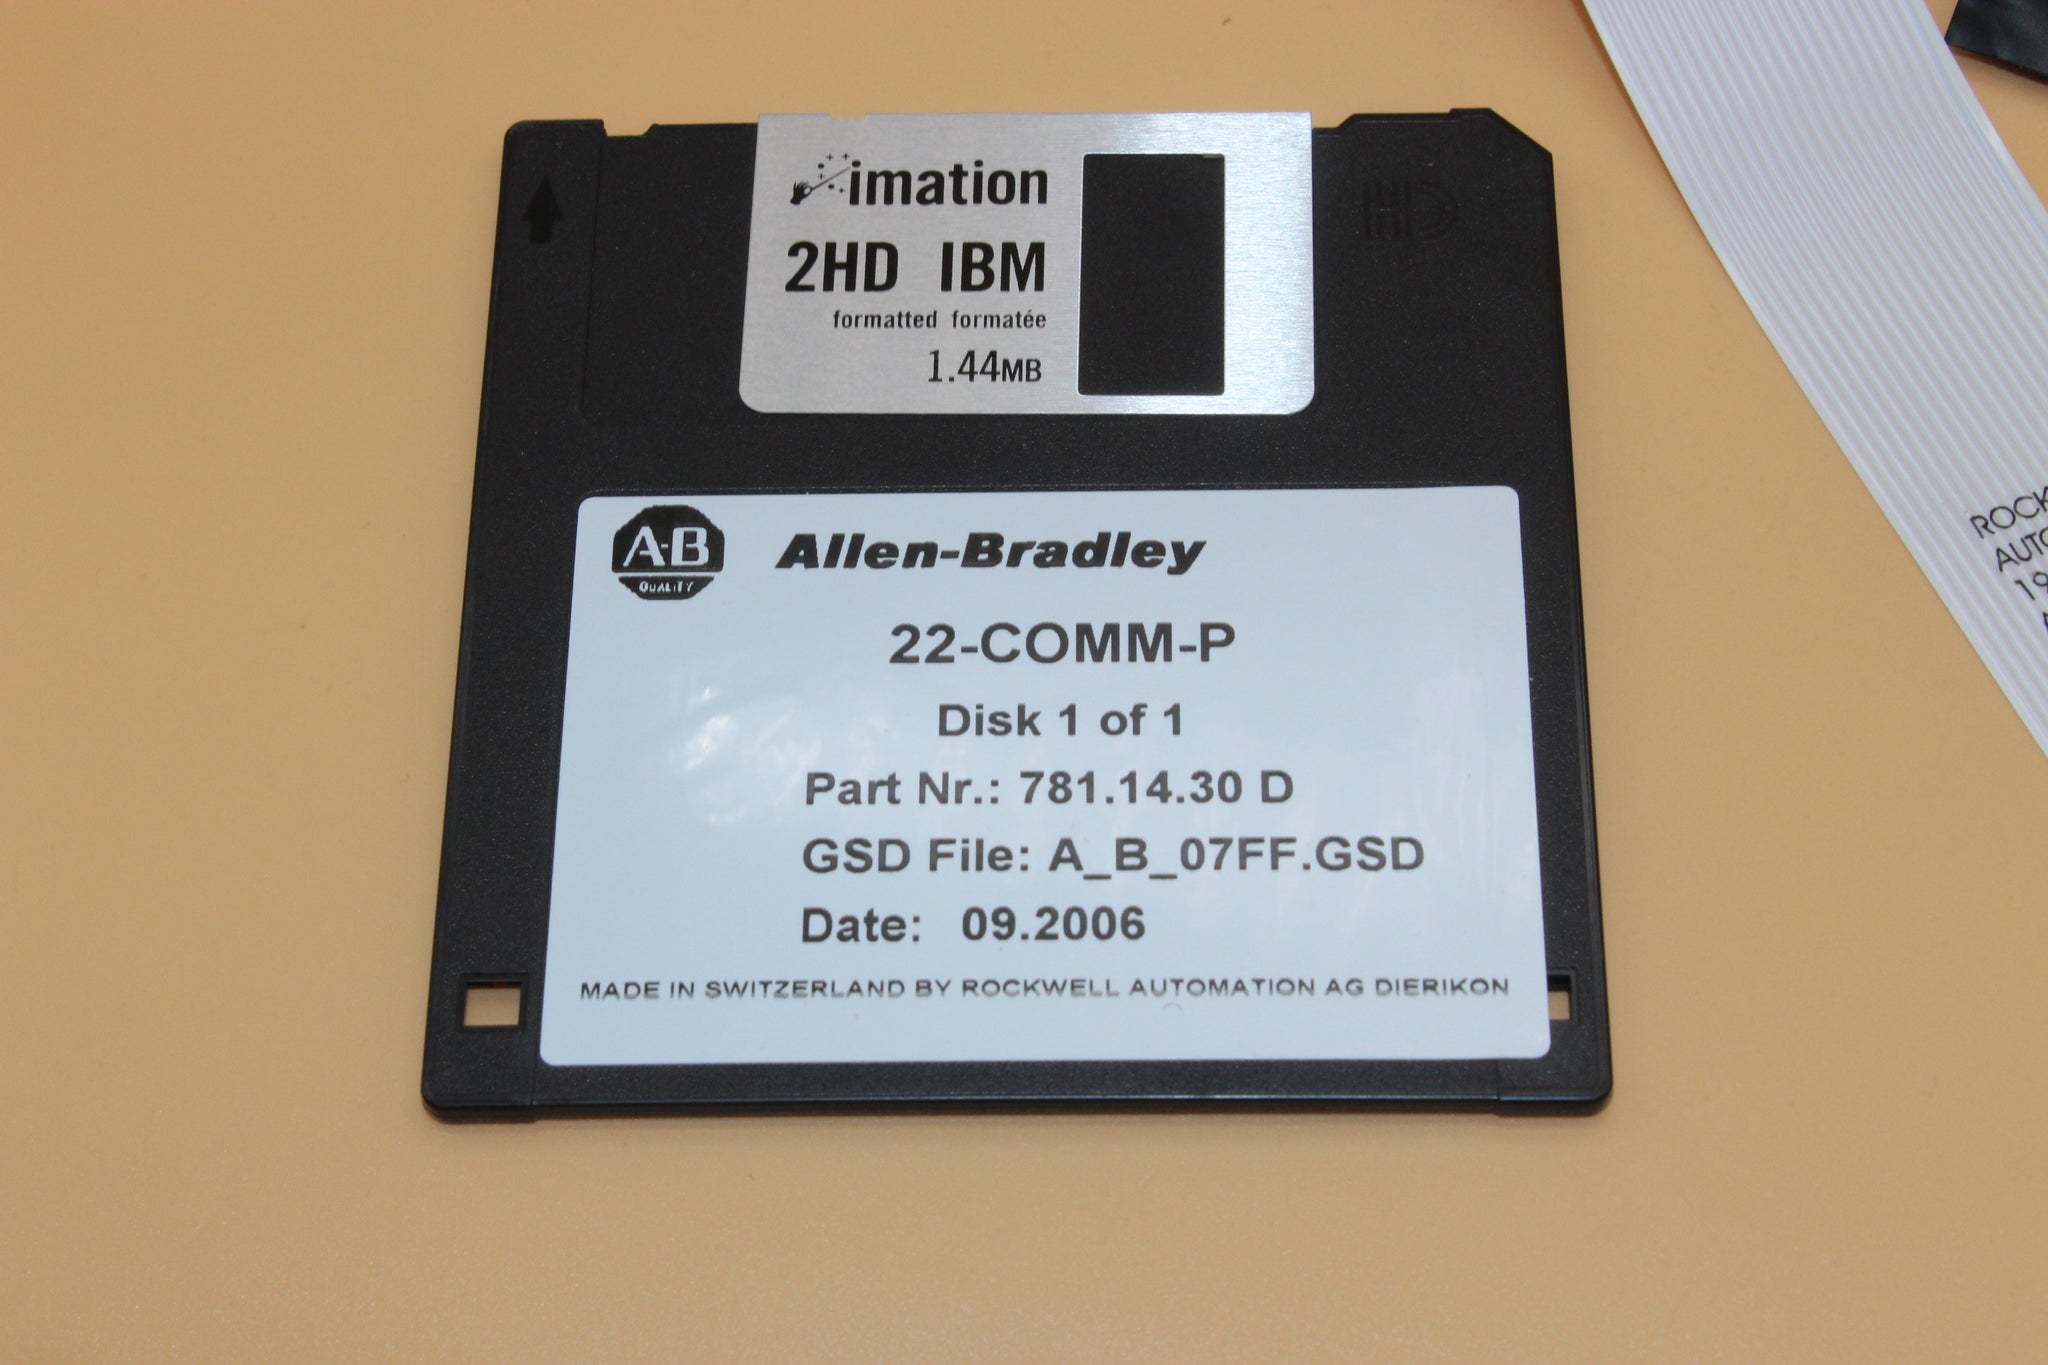 imation
2HD IBM
formatted formatée
1.44MB
HD
A-B
QUALITY
Allen-Bradley
22-COMM-P
Disk 1 of 1
Part Nr.: 781.14.30 D
GSD File: A_B_07FF.GSD
Date: 09.2006
MADE IN SWITZERLAND BY ROCKWELL AUTOMATION AG DIERIKON